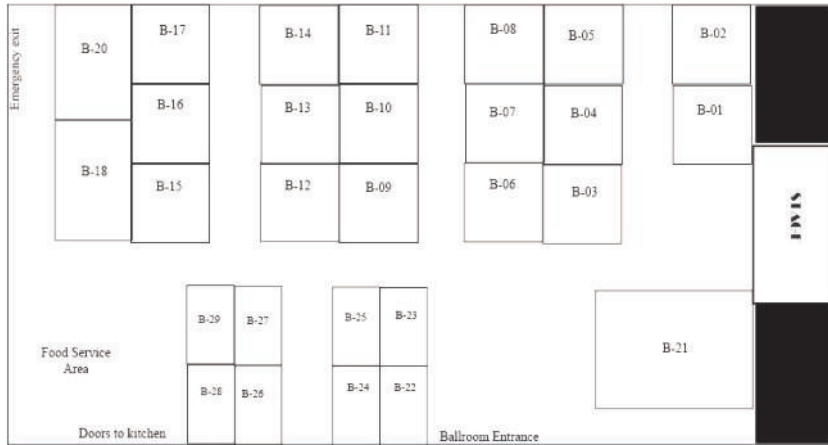 Emergency exit
B-20
B-17
B-14
B-11
B-08
B-05
B-02
B-16
B-13
B-10
B-07
B-04
B-01
B-18
B-15
B-12
B-09
B-06
B-03
B-29
B-27
B-25
B-23
B-21
Food Service
Area
B-28
B-26
B-24
B-22
Doors to kitchen
Ballroom Entrance